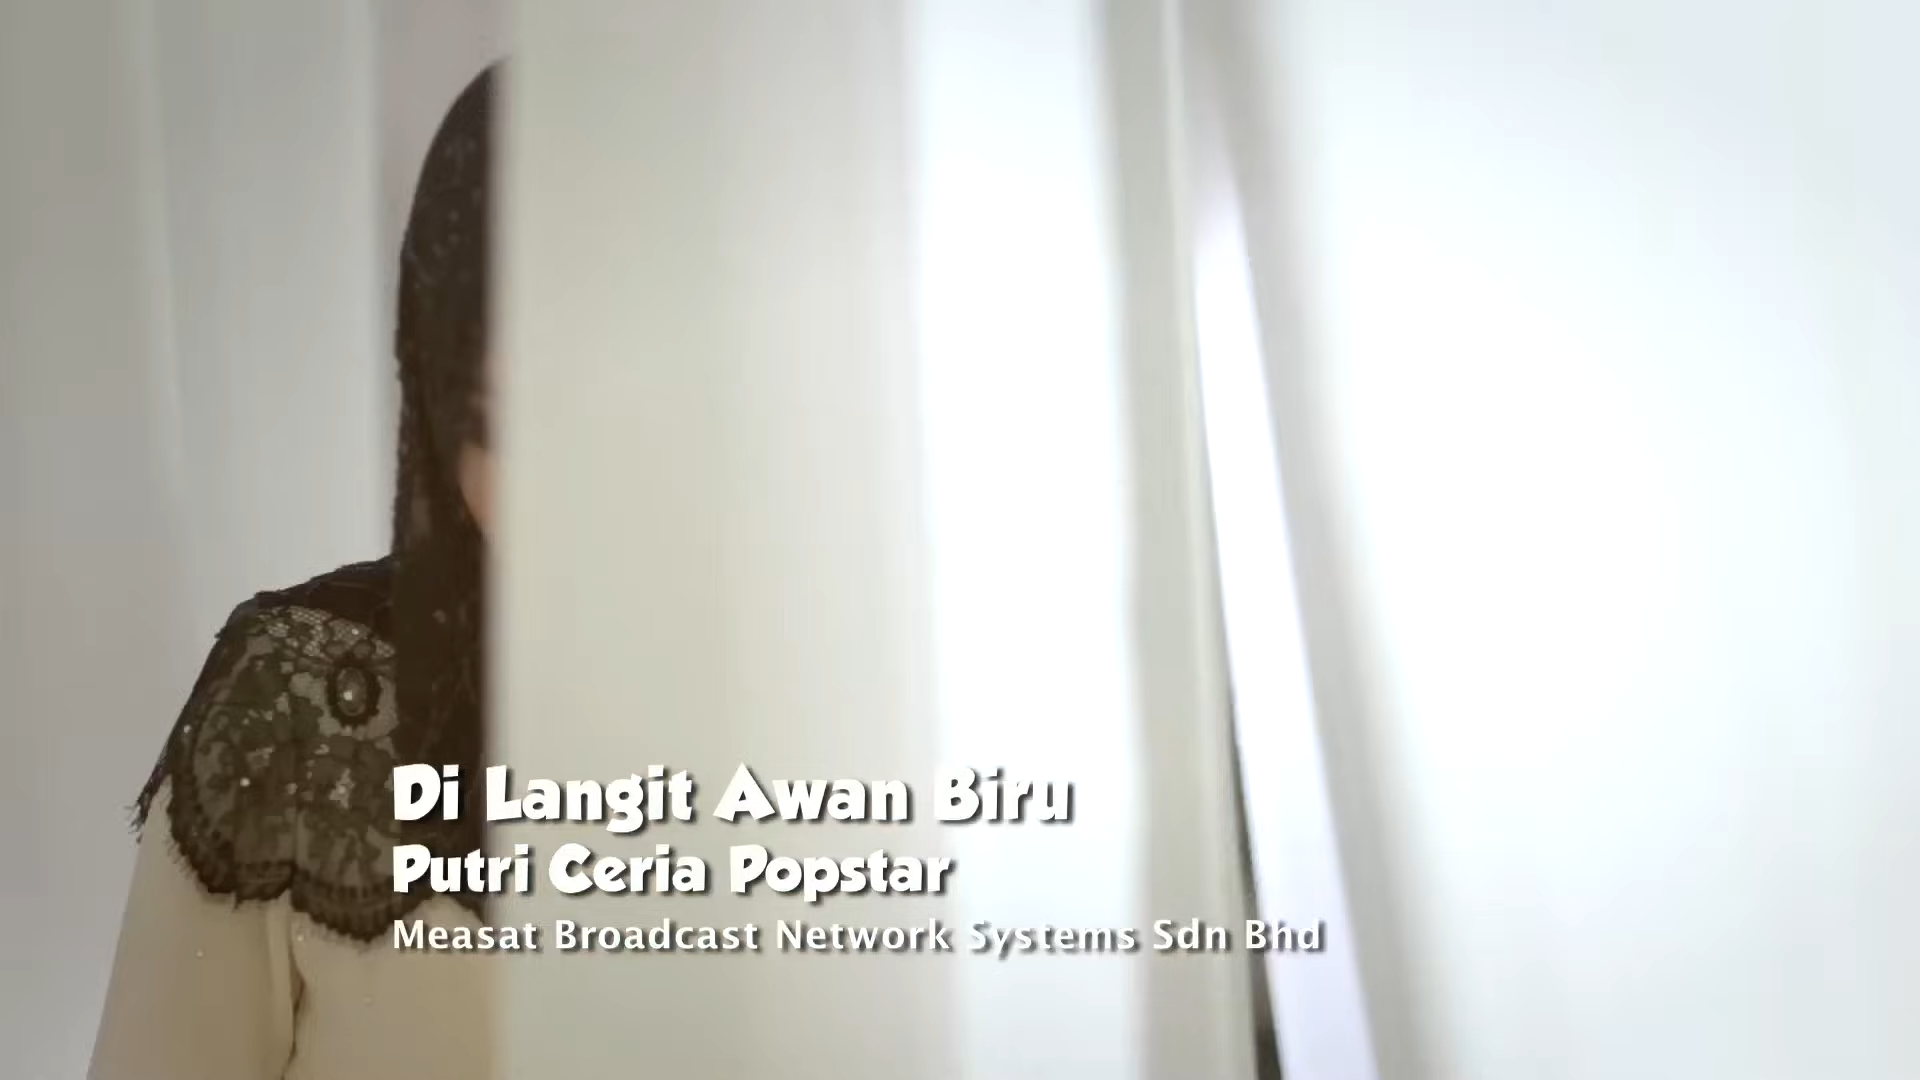 Di Langit Awan Biru
Putri Ceria Popstar
Measat Broadcast Network Systems Sdn Bhd